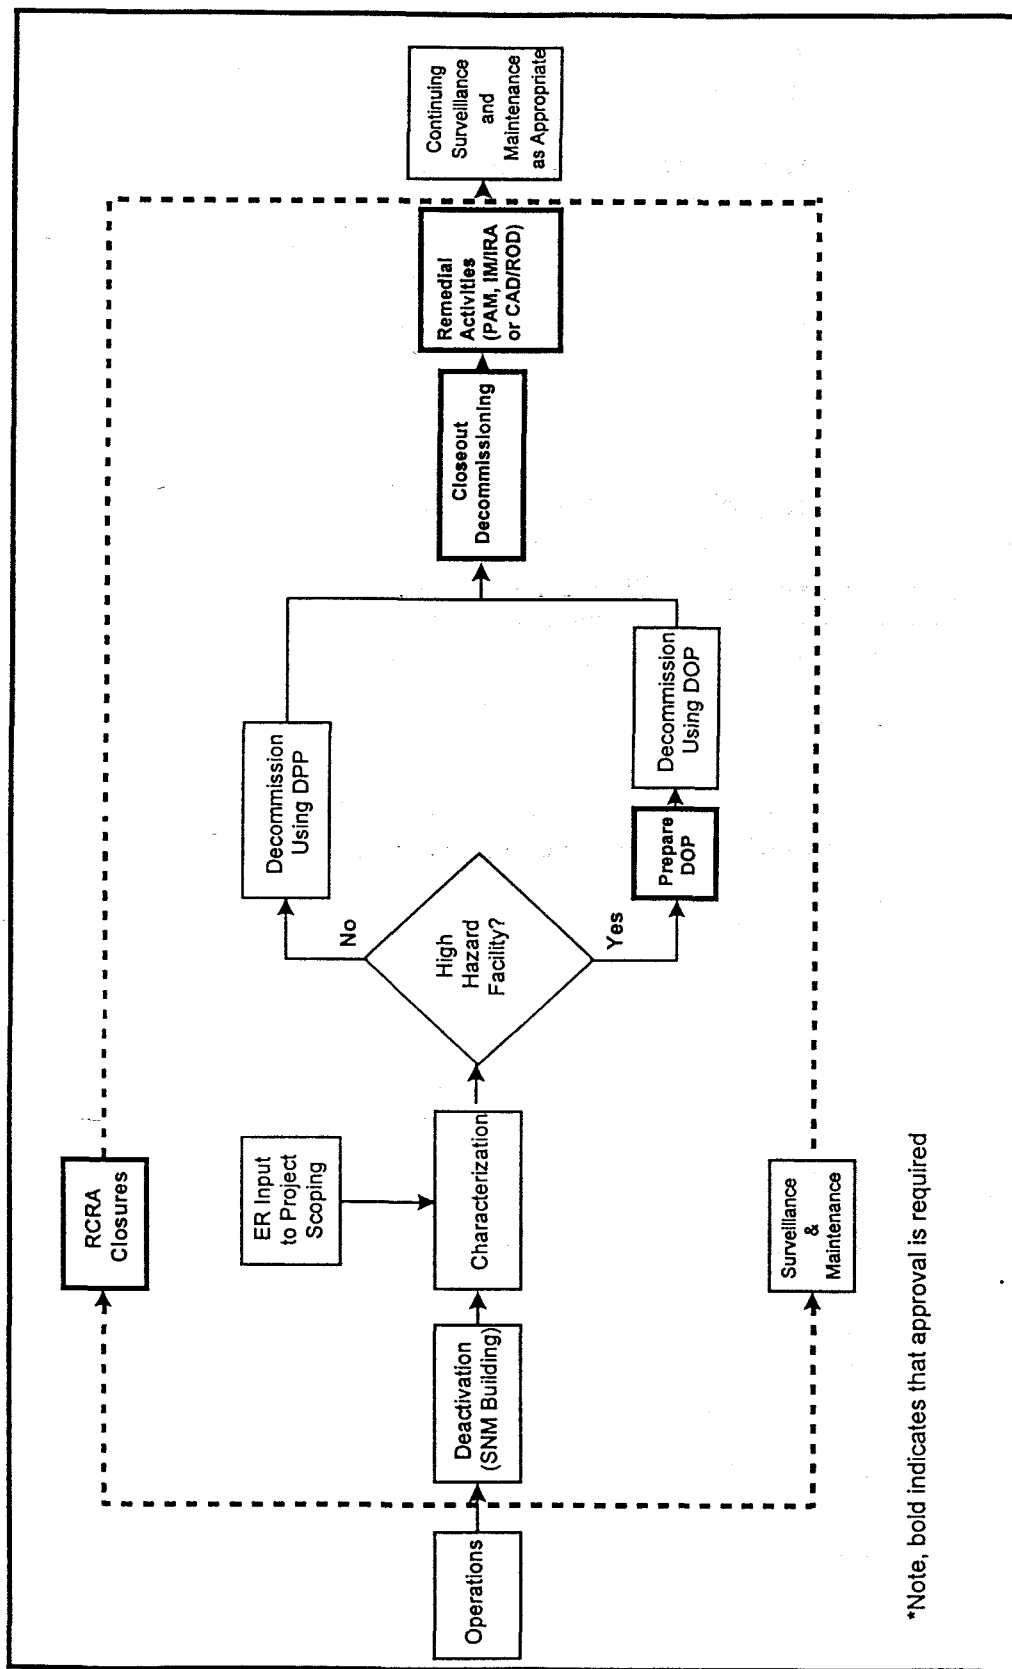 RCRA
Closures
ER Input
to Project
Scoping
Operations
Deactivation
(SNM Building)
Characterization
High
Hazard
Facility?
No
Yes
Decommission
Using DPP
Prepare
DOP
Decommission
Using DOP
Closeout
Decommissioning
Remedial
Activities
(PAM, IM/IRA
or CAD/ROD)
Continuing
Surveillance
and
Maintenance
as Appropriate
Surveillance
&
Maintenance
*Note, bold indicates that approval is required